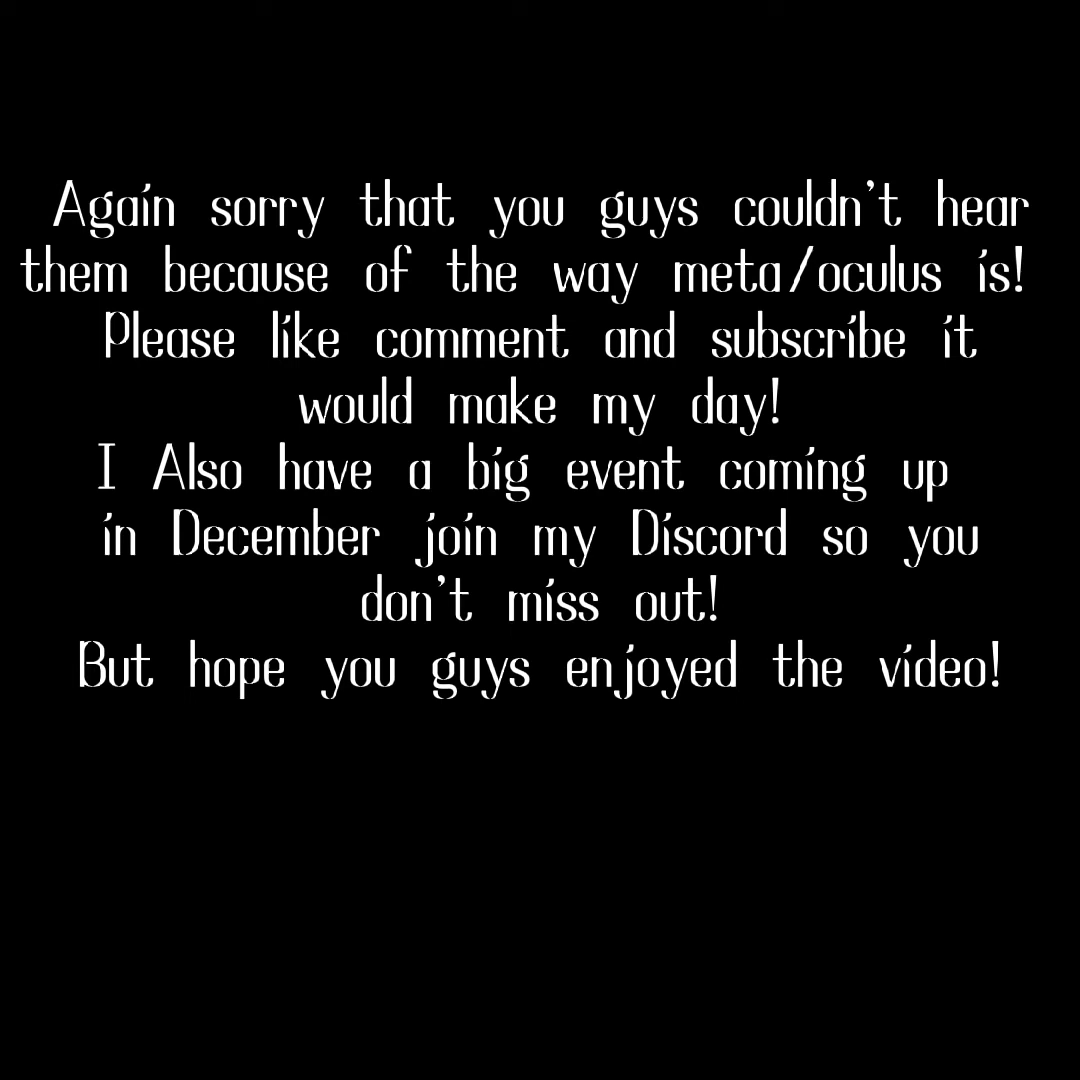 Again sorry that you guys couldn't hear
them because of the way meta/oculus is!
Please like comment and subscribe it
would make my day!
I Also have a big event coming up
in December join my Discord so you
don't miss out!
But hope you guys enjoyed the video!